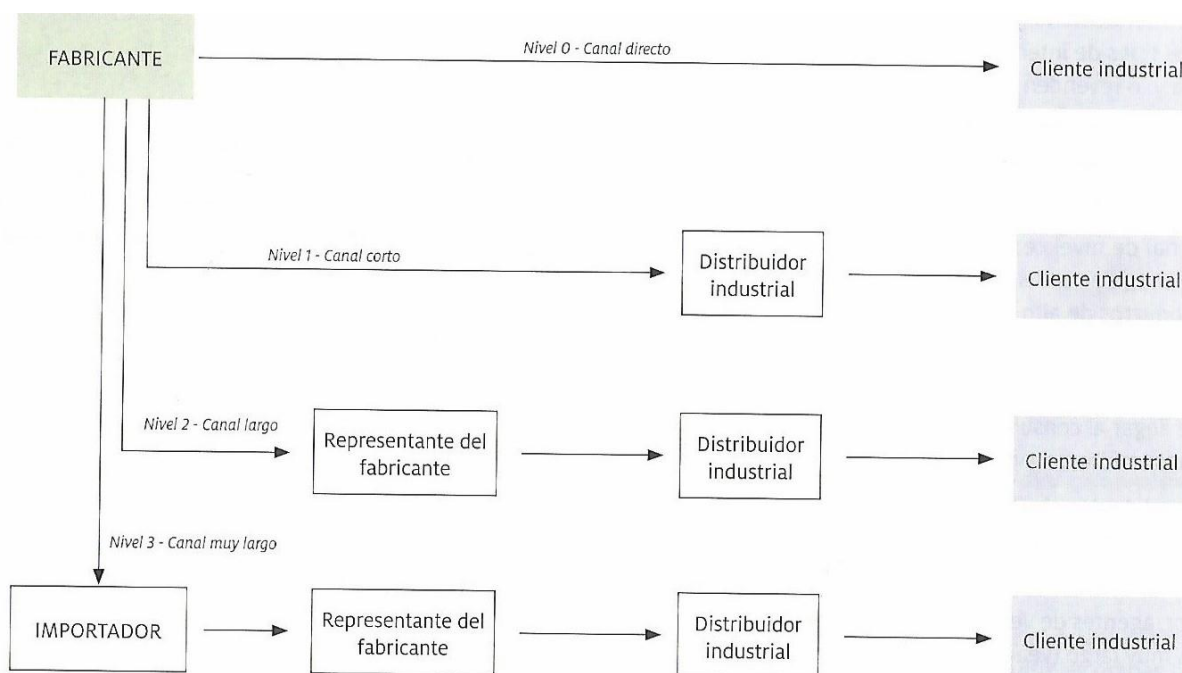 FABRICANTE
Nivel 0 - Canal directo
Cliente industrial
Nivel 1 - Canal corto
Distribuidor
industrial
Cliente industrial
Nivel 2 - Canal largo
Representante del
fabricante
Distribuidor
industrial
Cliente industrial
Nivel 3 - Canal muy largo
IMPORTADOR
Representante del
fabricante
Distribuidor
industrial
Cliente industrial